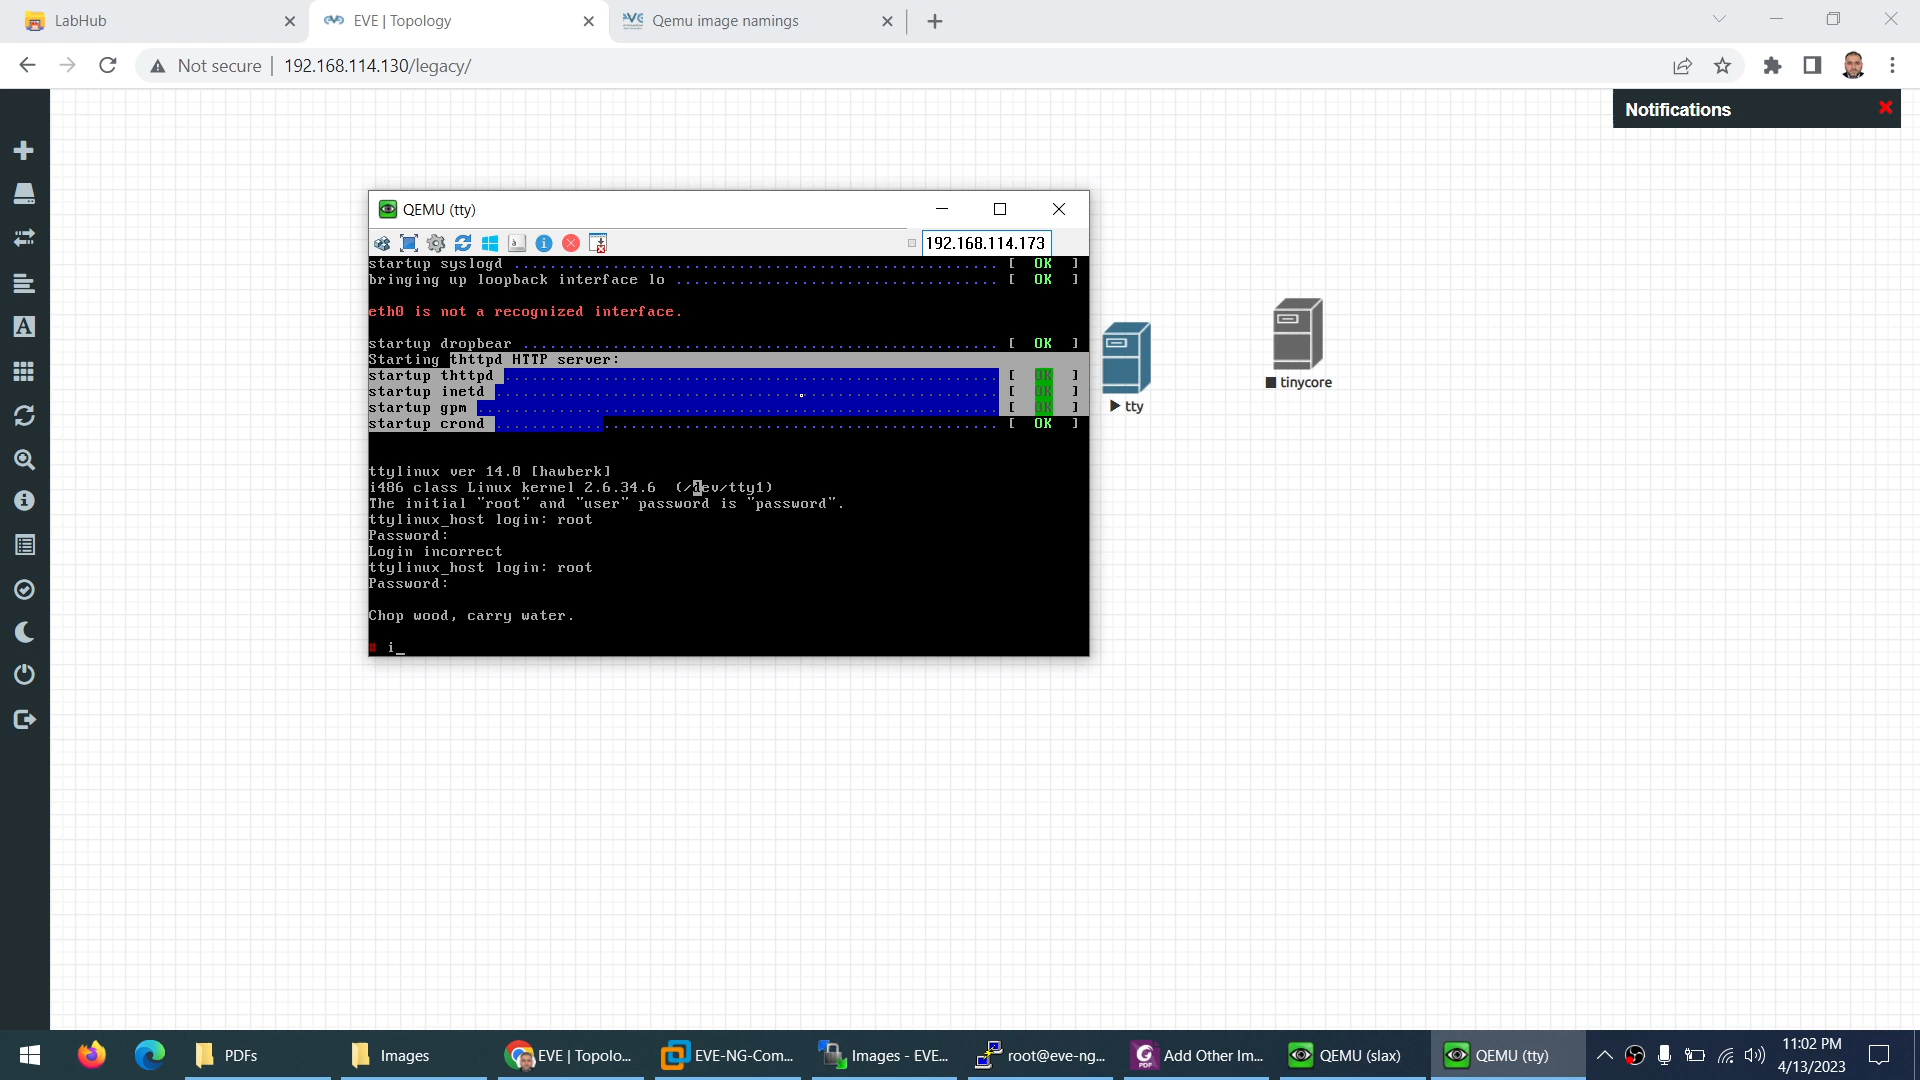 LabHub
EVE | Topology
Qemu image namings
Not secure
192.168.114.130/legacy/
Notifications
QEMU (tty)
192.168.114.173
startup syslogd ...................................................... [ OK ]
bringing up loopback interface lo .................................... [ OK ]
eth0 is not a recognized interface.
startup dropbear ..................................................... [ OK ]
Starting thttpd HTTP server:
startup thttpd ....................................................... [ OK ]
startup inetd ........................................................ [ OK ]
startup gpm .......................................................... [ OK ]
startup crond ........................................................ [ OK ]
ttylinux ver 14.0 [hawberk]
i486 class Linux kernel 2.6.34.6 (/dev/tty1)
The initial "root" and "user" password is "password".
ttylinux_host login: root
Password:
Login incorrect
ttylinux_host login: root
Password:
Chop wood, carry water.
# i_
tty
tinycore
PDFs
Images
EVE | Topolo...
EVE-NG-Com...
Images - EVE...
root@eve-ng...
Add Other Im...
QEMU (slax)
QEMU (tty)
11:02 PM
4/13/2023